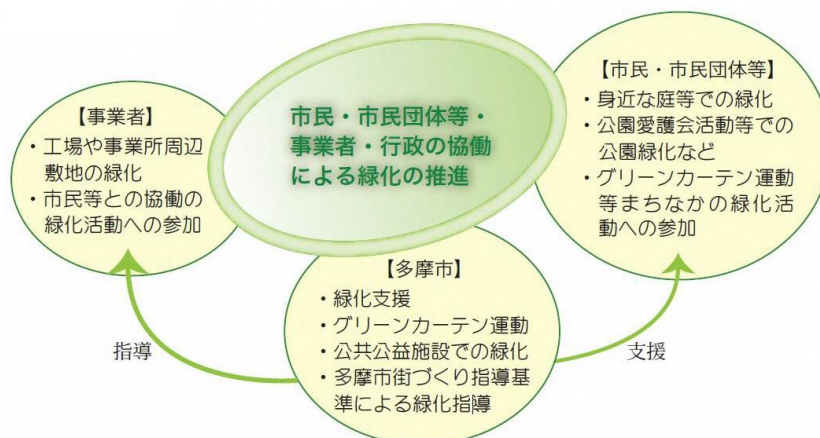 市民・市民団体等・
事業者・行政の協働
による緑化の推進
【事業者】
・工場や事業所周辺
敷地の緑化
・市民等との協働の
緑化活動への参加
【市民・市民団体等】
・身近な庭等での緑化
・公園愛護会活動等での
公園緑化など
・グリーンカーテン運動
等まちなかの緑化活
動への参加
【多摩市】
・緑化支援
・グリーンカーテン運動
・公共公益施設での緑化
・多摩市街づくり指導基
準による緑化指導
指導
支援